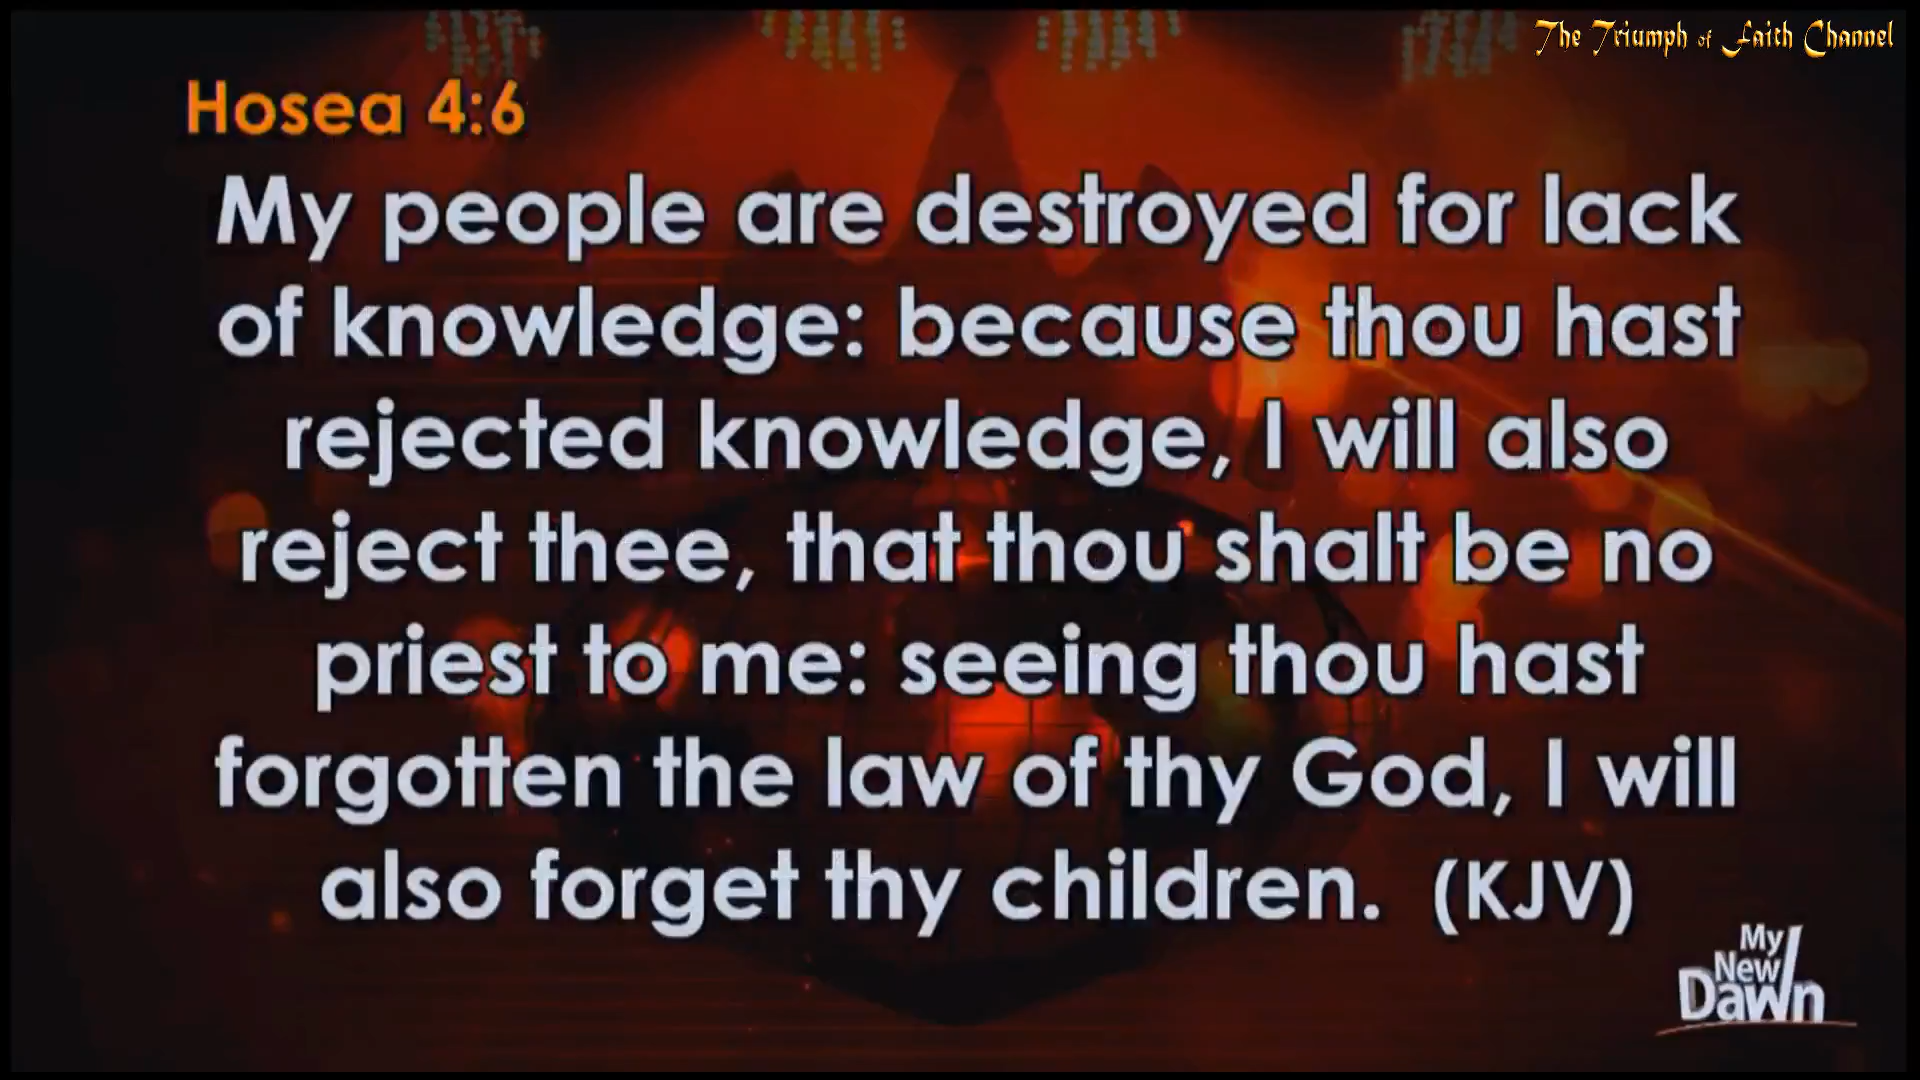 The Triumph of Faith Channel
Hosea 4:6
My people are destroyed for lack
of knowledge: because thou hast
rejected knowledge, I will also
reject thee, that thou shalt be no
priest to me: seeing thou hast
forgotten the law of thy God, I will
also forget thy children. (KJV)
My
New
Dawn